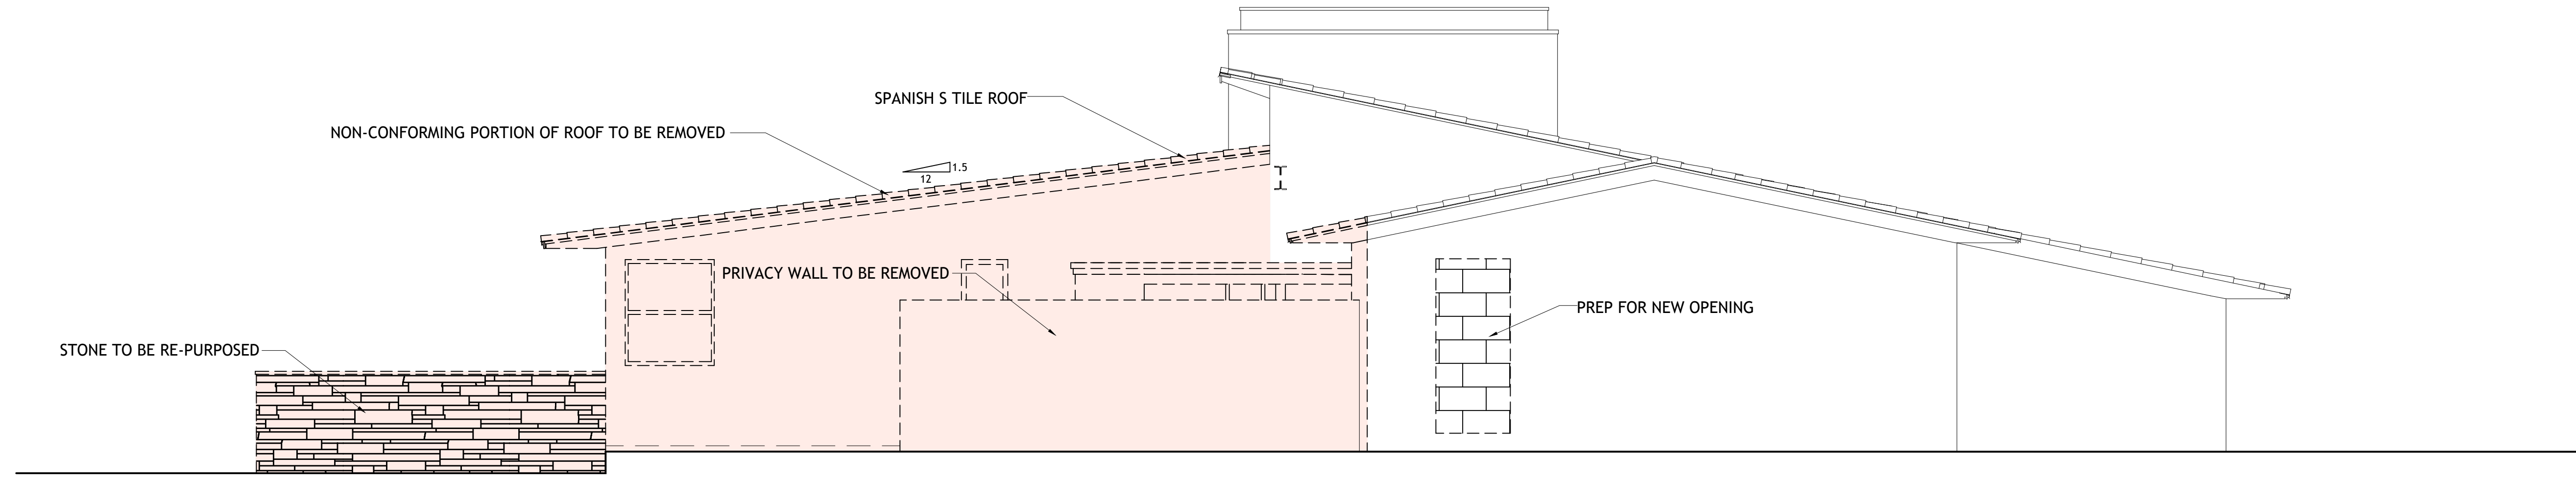 SPANISH S TILE ROOF
NON-CONFORMING PORTION OF ROOF TO BE REMOVED
1.5
12
PRIVACY WALL TO BE REMOVED
PREP FOR NEW OPENING
STONE TO BE RE-PURPOSED